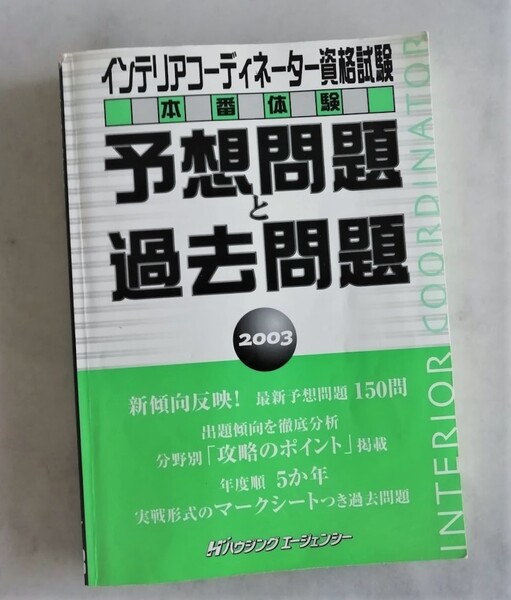 インテリアコーディネーター資格試験
本番体験
予想問題
と
過去問題
2003
新傾向反映! 最新予想問題 150問
出題傾向を徹底分析
分野別「攻略のポイント」掲載
年度順 5か年
実戦形式のマークシートつき過去問題
ハウジングエージェンシー
INTERIOR COORDINATOR